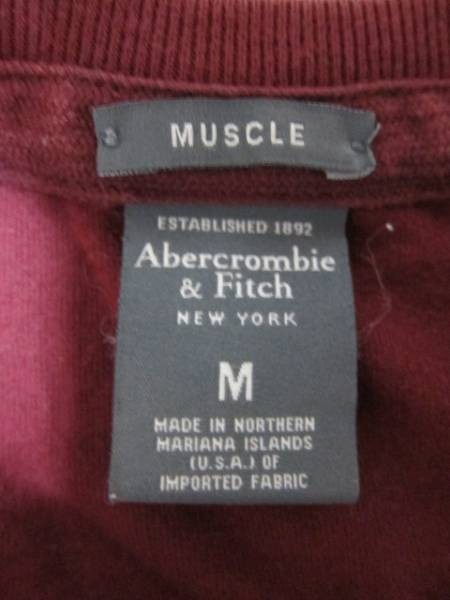 MUSCLE
ESTABLISHED 1892
Abercrombie
& Fitch
NEW YORK
M
MADE IN NORTHERN
MARIANA ISLANDS
(U.S.A.) OF
IMPORTED FABRIC